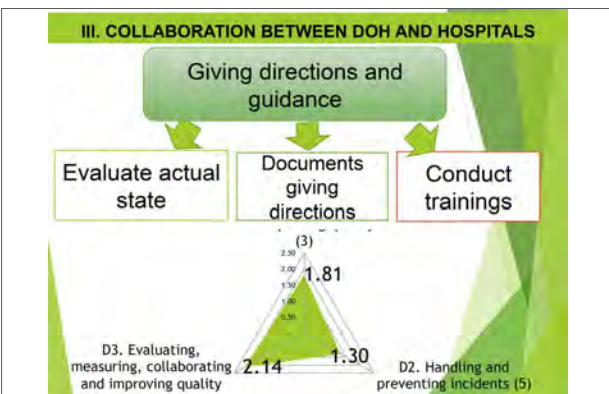 III. COLLABORATION BETWEEN DOH AND HOSPITALS
Giving directions and
guidance
Evaluate actual
state
Documents
giving
directions
Conduct
trainings
(3)
2.50
2.00
1.50
1.00
0.50
1.81
D3. Evaluating,
measuring, collaborating
and improving quality
2.14
1.30
D2. Handling and
preventing incidents (5)